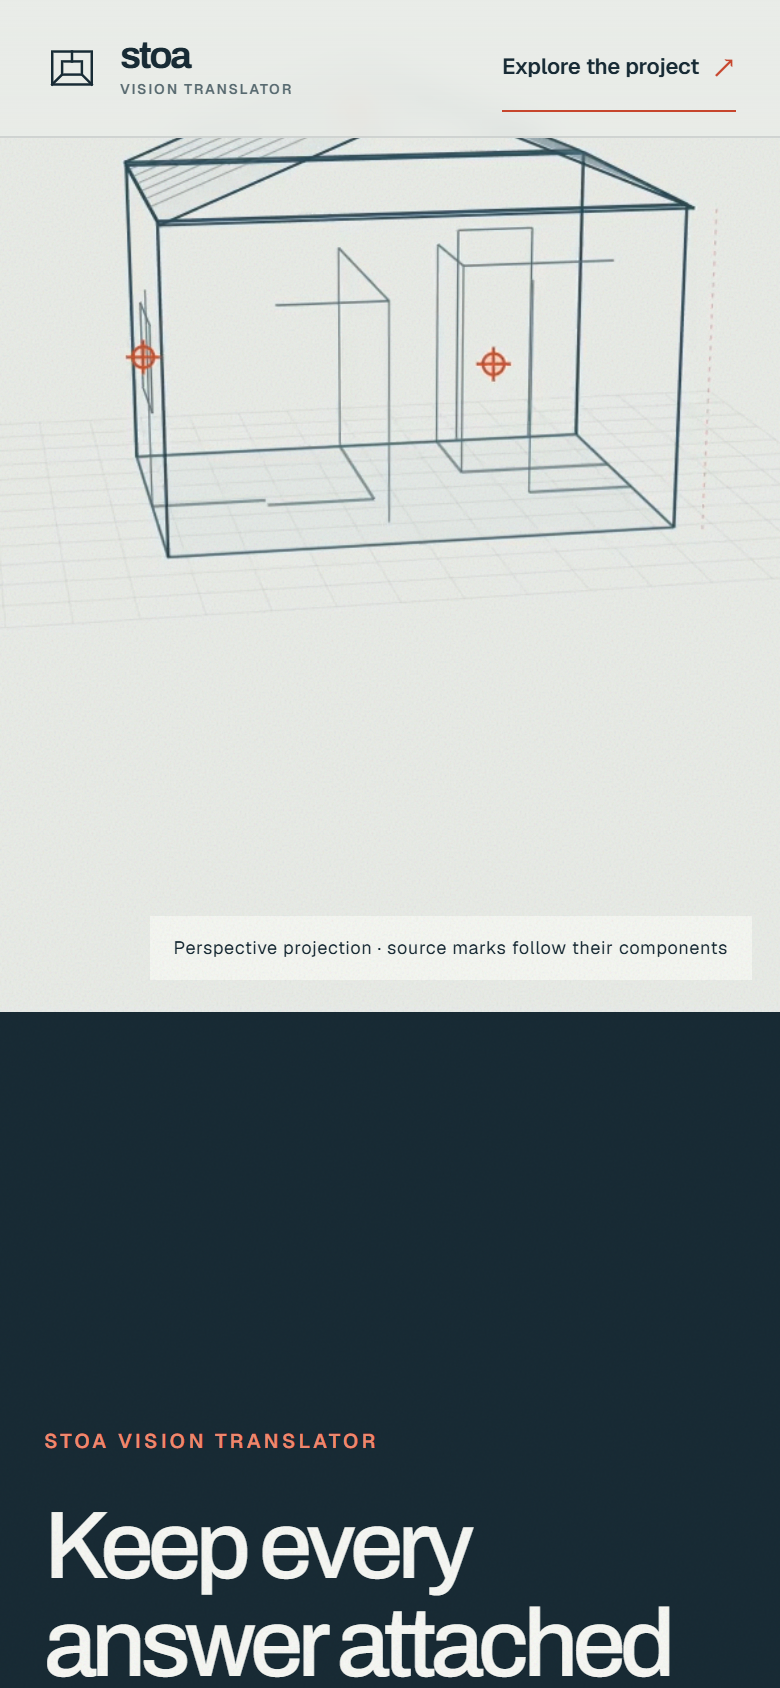 stoa
VISION TRANSLATOR
Explore the project ↗
Perspective projection · source marks follow their components
STOA VISION TRANSLATOR
Keep every
answer attached